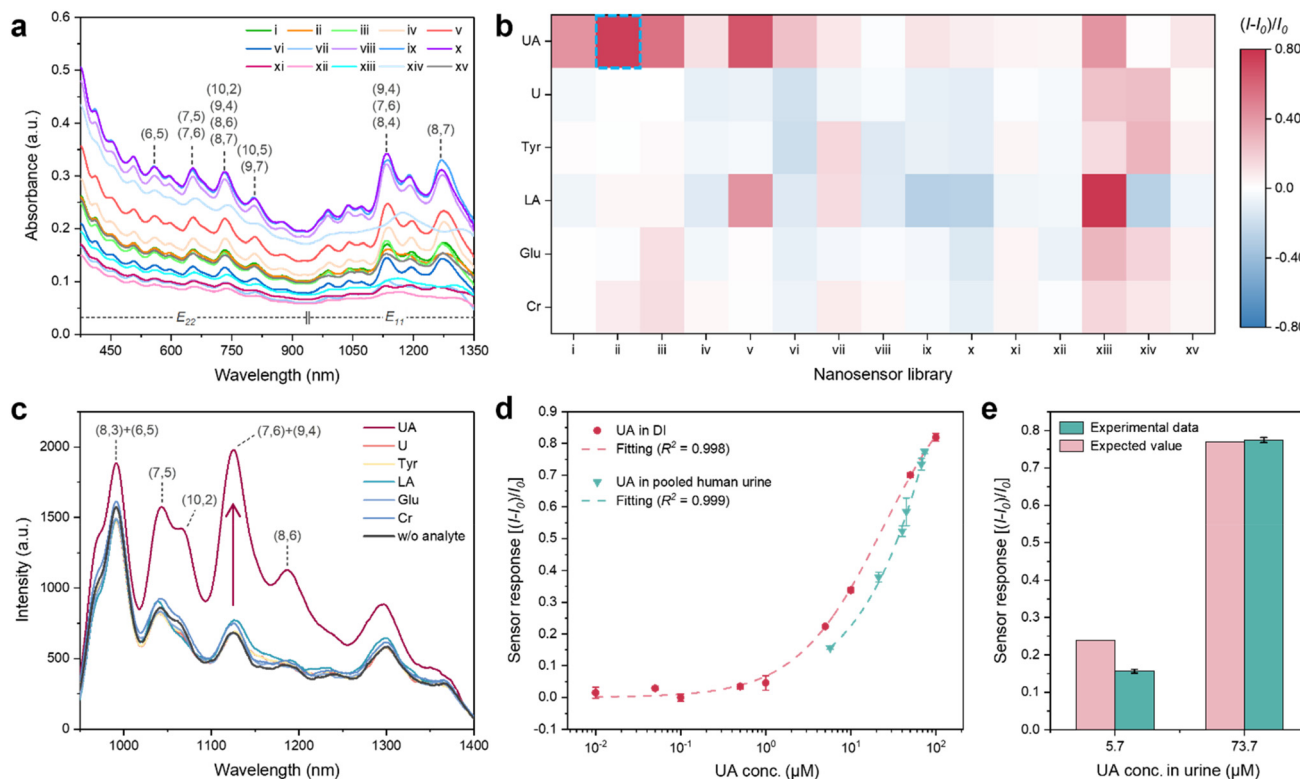 a
i ii iii iv v
vi vii viii ix x
xi xii xiii xiv xv
0.6
0.5
0.4
0.3
0.2
0.1
0.0
Absorbance (a.u.)
(6,5)
(7,5)
(7,6)
(10,2)
(9,4)
(8,6)
(8,7)
(10,5)
(9,7)
(9,4)
(7,6)
(8,4)
(8,7)
E22
E11
450 600 750 900 1050 1200 1350
Wavelength (nm)
b
UA
U
Tyr
LA
Glu
Cr
i ii iii iv v vi vii viii ix x xi xii xiii xiv xv
Nanosensor library
(I-I0)/I0
0.80
0.40
0.0
-0.40
-0.80
c
2000
1500
1000
500
0
Intensity (a.u.)
(8,3)+(6,5)
(7,5)
(10,2)
(7,6)+(9,4)
(8,6)
UA
U
Tyr
LA
Glu
Cr
w/o analyte
1000 1100 1200 1300 1400
Wavelength (nm)
d
0.9
0.8
0.7
0.6
0.5
0.4
0.3
0.2
0.1
0.0
-0.1
Sensor response [(I-I0)/I0]
UA in DI
Fitting (R² = 0.998)
UA in pooled human urine
Fitting (R² = 0.999)
10⁻² 10⁻¹ 10⁰ 10¹ 10²
UA conc. (µM)
e
Experimental data
Expected value
0.9
0.8
0.7
0.6
0.5
0.4
0.3
0.2
0.1
0.0
Sensor response [(I-I0)/I0]
5.7 73.7
UA conc. in urine (µM)